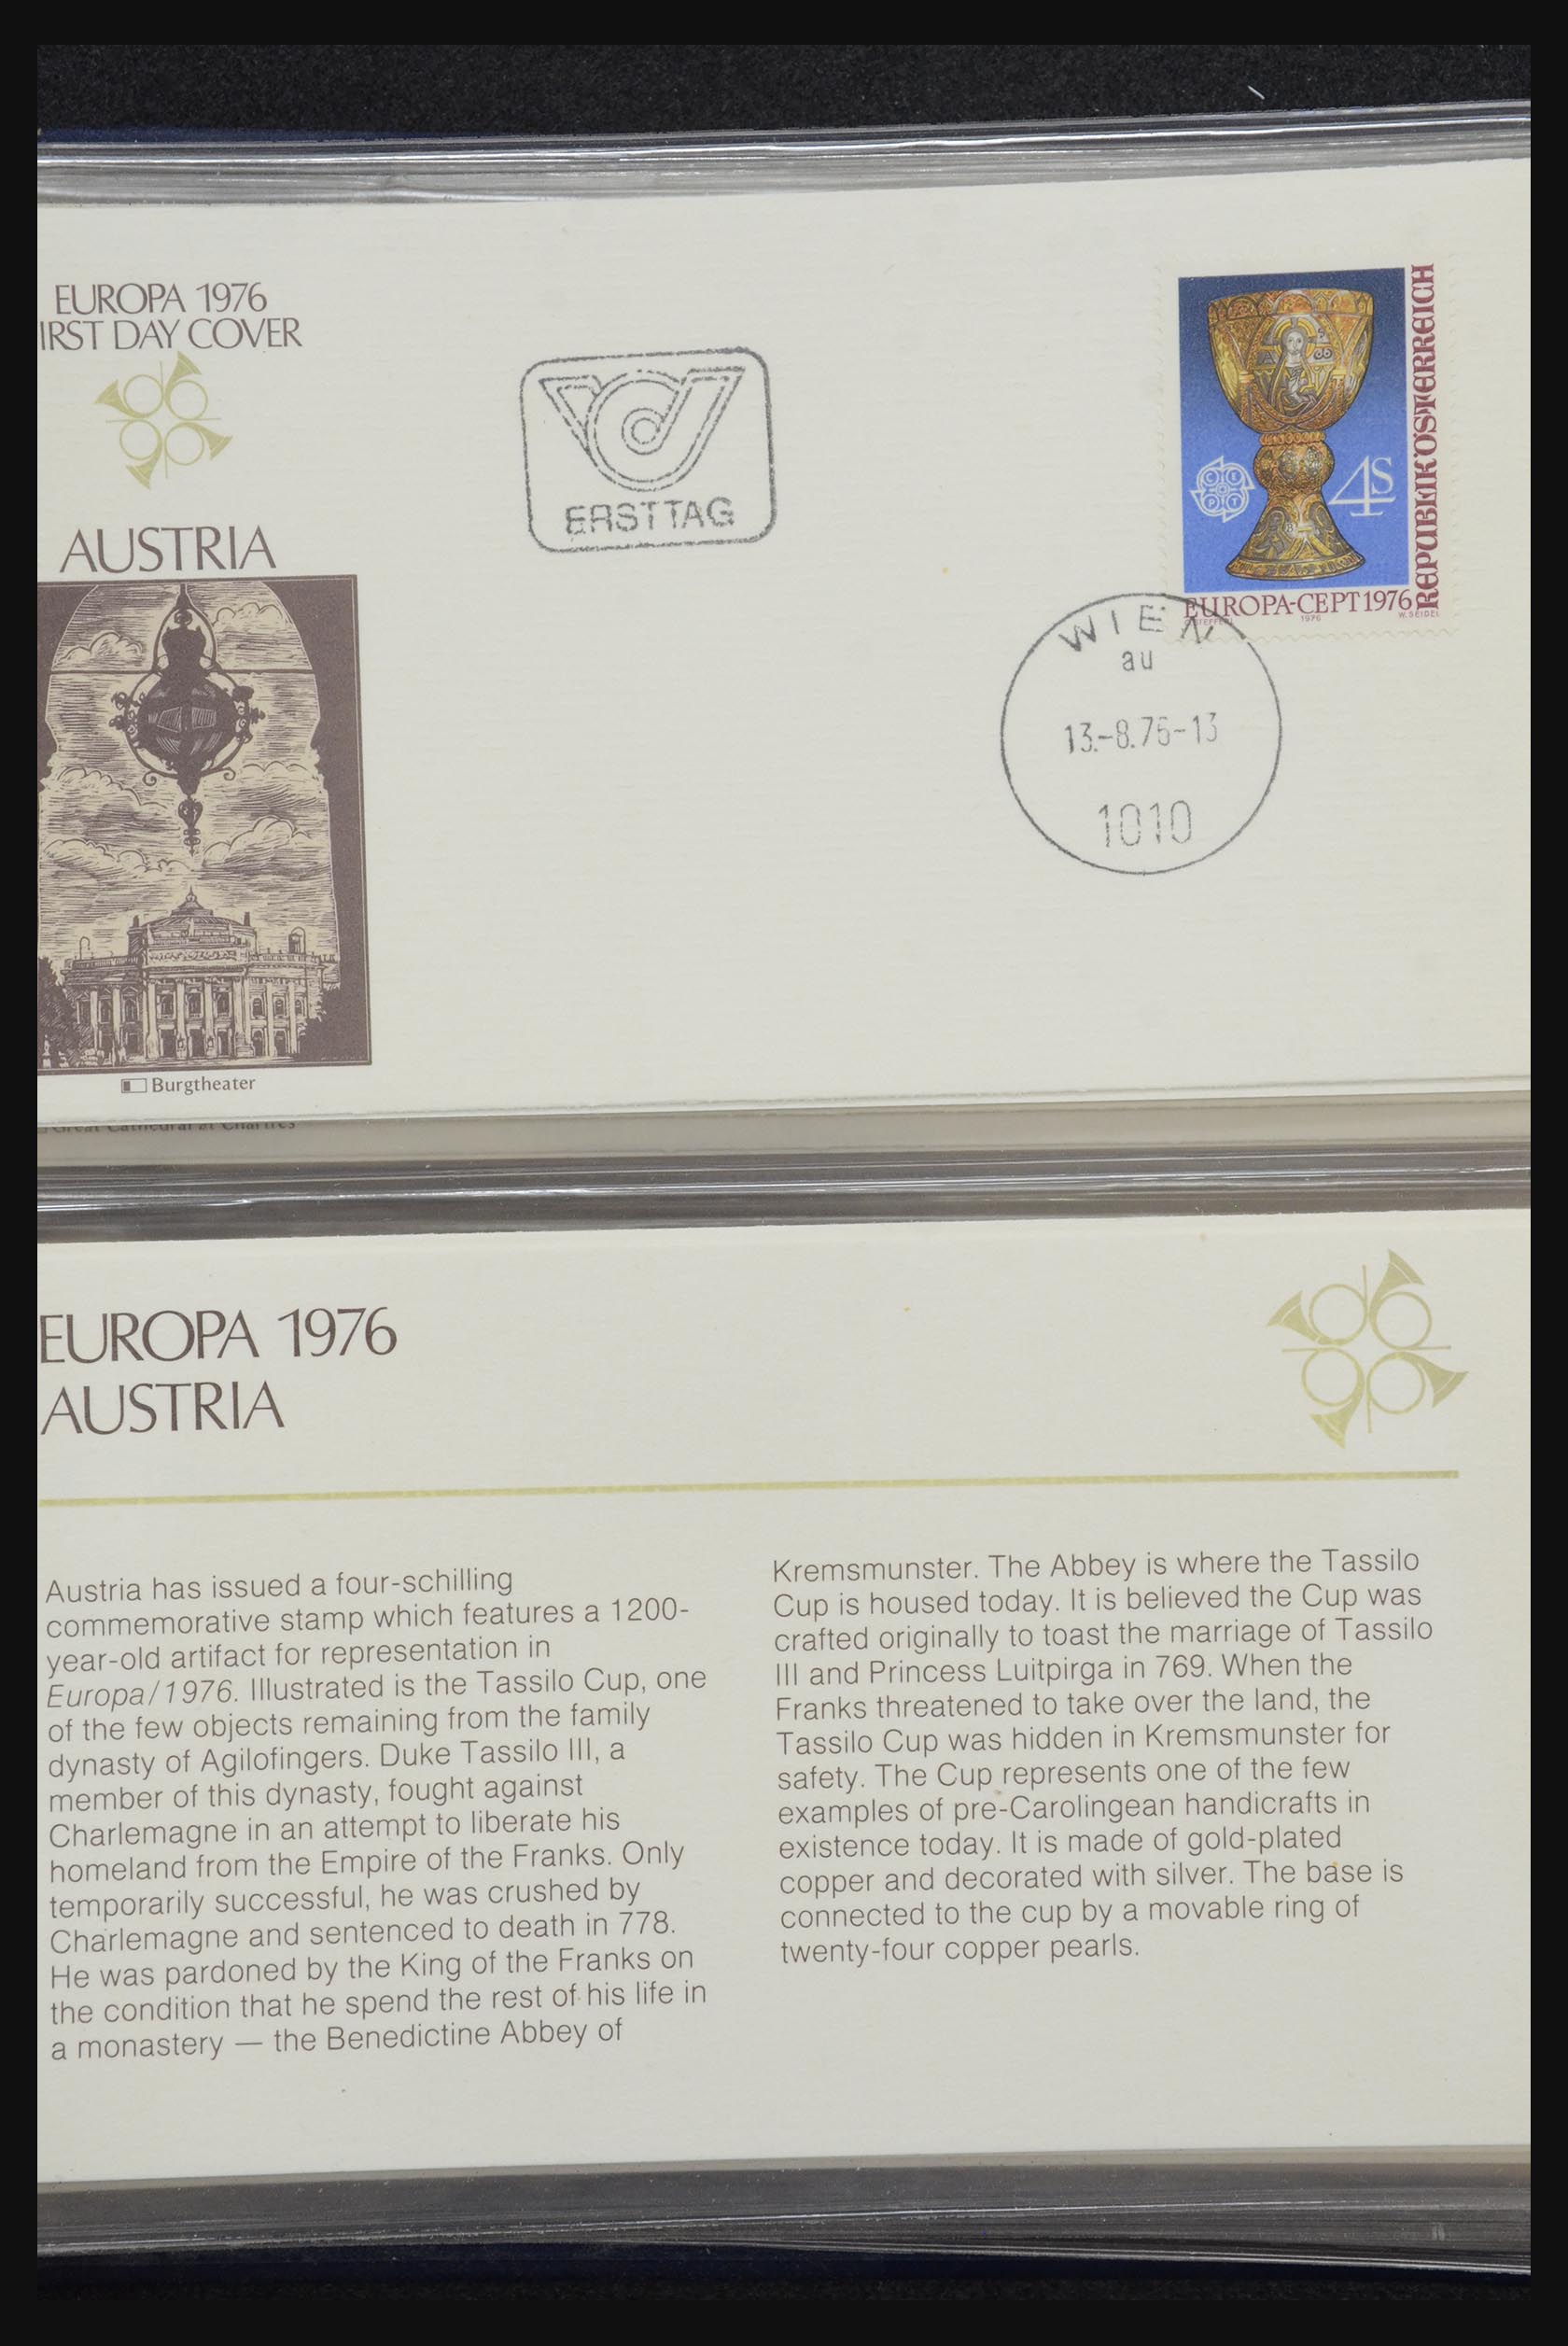 EUROPA 1976
IRST DAY COVER
AUSTRIA
Burgtheater
ERSTTAG
CEPT
4S
REPUBLIK ÖSTERREICH
EUROPA-CEPT 1976
1976
W. SEIDEL
WIEN
au
13.-8.76-13
1010
Great Cathedral at Chartres
EUROPA 1976
AUSTRIA
Austria has issued a four-schilling
commemorative stamp which features a 1200-
year-old artifact for representation in
Europa/1976. Illustrated is the Tassilo Cup, one
of the few objects remaining from the family
dynasty of Agilofingers. Duke Tassilo III, a
member of this dynasty, fought against
Charlemagne in an attempt to liberate his
homeland from the Empire of the Franks. Only
temporarily successful, he was crushed by
Charlemagne and sentenced to death in 778.
He was pardoned by the King of the Franks on
the condition that he spend the rest of his life in
a monastery — the Benedictine Abbey of
Kremsmunster. The Abbey is where the Tassilo
Cup is housed today. It is believed the Cup was
crafted originally to toast the marriage of Tassilo
III and Princess Luitpirga in 769. When the
Franks threatened to take over the land, the
Tassilo Cup was hidden in Kremsmunster for
safety. The Cup represents one of the few
examples of pre-Carolingean handicrafts in
existence today. It is made of gold-plated
copper and decorated with silver. The base is
connected to the cup by a movable ring of
twenty-four copper pearls.